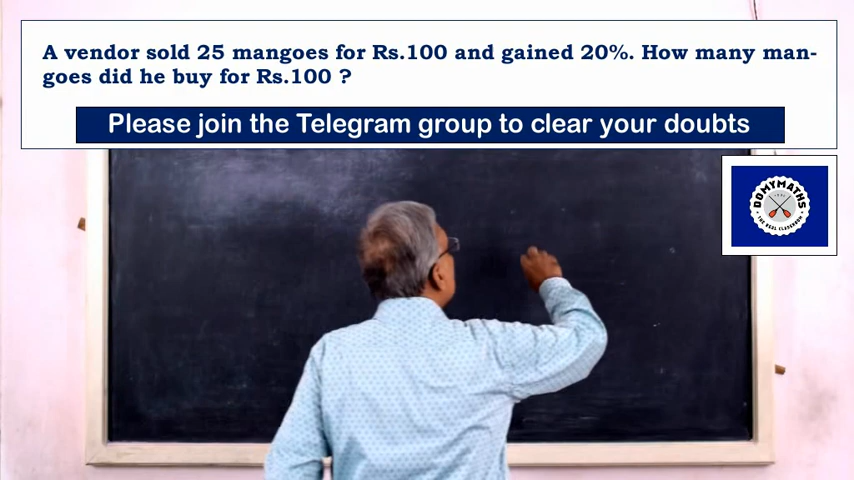 A vendor sold 25 mangoes for Rs.100 and gained 20%. How many man-
goes did he buy for Rs.100 ?
Please join the Telegram group to clear your doubts
DOMYMATHS
THE REAL CLASSROOM